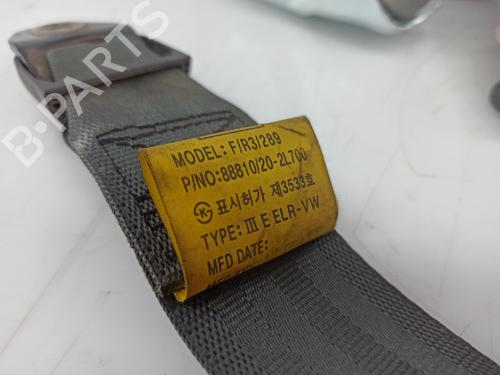 B-PARTS
MODEL: F/R3/289
P/NO:88810/20-2L700
표시허가 제3533호
TYPE: III E ELR-VW
MFD DATE: